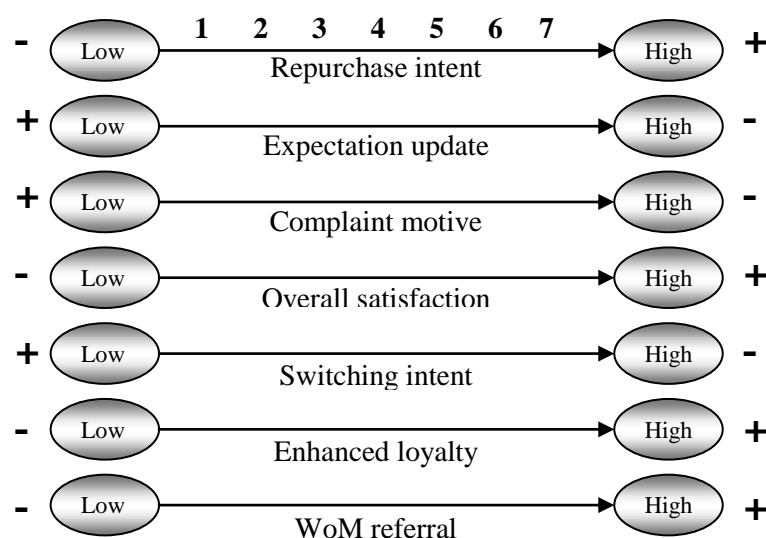 1 2 3 4 5 6 7
- Low High +
Repurchase intent
+ Low High -
Expectation update
+ Low High -
Complaint motive
- Low High +
Overall satisfaction
+ Low High -
Switching intent
- Low High +
Enhanced loyalty
- Low High +
WoM referral